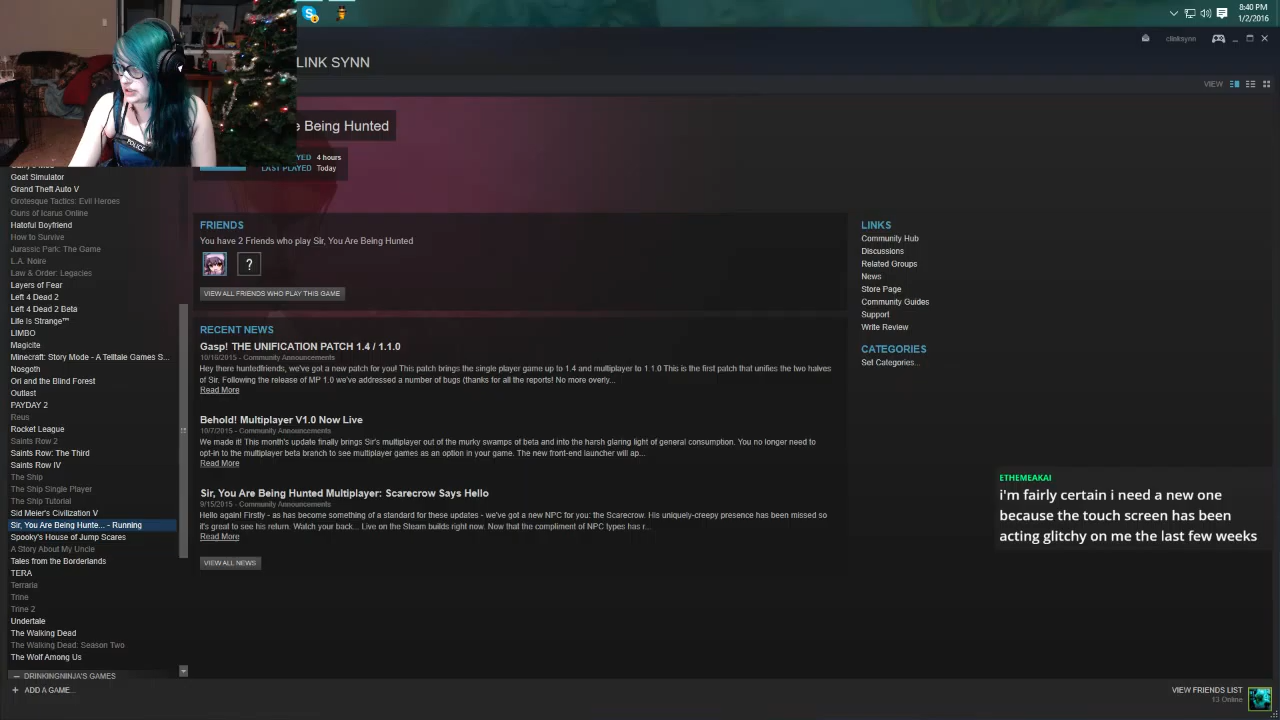 8:40 PM
1/2/2016
clinksynn
LINK SYNN
VIEW
POLICE
e Being Hunted
YED 4 hours
LAST PLAYED Today
Goat Simulator
Grand Theft Auto V
Grotesque Tactics: Evil Heroes
Guns of Icarus Online
Hatoful Boyfriend
How to Survive
Jurassic Park: The Game
L.A. Noire
Law & Order: Legacies
Layers of Fear
Left 4 Dead 2
Left 4 Dead 2 Beta
Life Is Strange™
LIMBO
Magicite
Minecraft: Story Mode - A Telltale Games S...
Nosgoth
Ori and the Blind Forest
Outlast
PAYDAY 2
Reus
Rocket League
Saints Row 2
Saints Row: The Third
Saints Row IV
The Ship
The Ship Single Player
The Ship Tutorial
Sid Meier's Civilization V
Sir, You Are Being Hunte... - Running
Spooky's House of Jump Scares
A Story About My Uncle
Tales from the Borderlands
TERA
Terraria
Trine
Trine 2
Undertale
The Walking Dead
The Walking Dead: Season Two
The Wolf Among Us
DRINKINGNINJA'S GAMES
ADD A GAME...
FRIENDS
You have 2 Friends who play Sir, You Are Being Hunted
?
VIEW ALL FRIENDS WHO PLAY THIS GAME
RECENT NEWS
Gasp! THE UNIFICATION PATCH 1.4 / 1.1.0
10/16/2015 - Community Announcements
Hey there huntedfriends, we've got a new patch for you! This patch brings the single player game up to 1.4 and multiplayer to 1.1.0 This is the first patch that unifies the two halves
of Sir. Following the release of MP 1.0 we've addressed a number of bugs (thanks for all the reports! No more overly...
Read More
Behold! Multiplayer V1.0 Now Live
10/7/2015 - Community Announcements
We made it! This month's update finally brings Sir's multiplayer out of the murky swamps of beta and into the harsh glaring light of general consumption. You no longer need to
opt-in to the multiplayer beta branch to see multiplayer games as an option in your game. The new front-end launcher will ap...
Read More
Sir, You Are Being Hunted Multiplayer: Scarecrow Says Hello
9/15/2015 - Community Announcements
Hello again! Firstly - as has become something of a standard for these updates - we've got a new NPC for you: the Scarecrow. His uniquely-creepy presence has been missed so
it's great to see his return. Watch your back... Live on the Steam builds right now. Now that the compliment of NPC types has r...
Read More
VIEW ALL NEWS
LINKS
Community Hub
Discussions
Related Groups
News
Store Page
Community Guides
Support
Write Review
CATEGORIES
Set Categories...
ETHEMEAKAI
i'm fairly certain i need a new one
because the touch screen has been
acting glitchy on me the last few weeks
VIEW FRIENDS LIST
13 Online